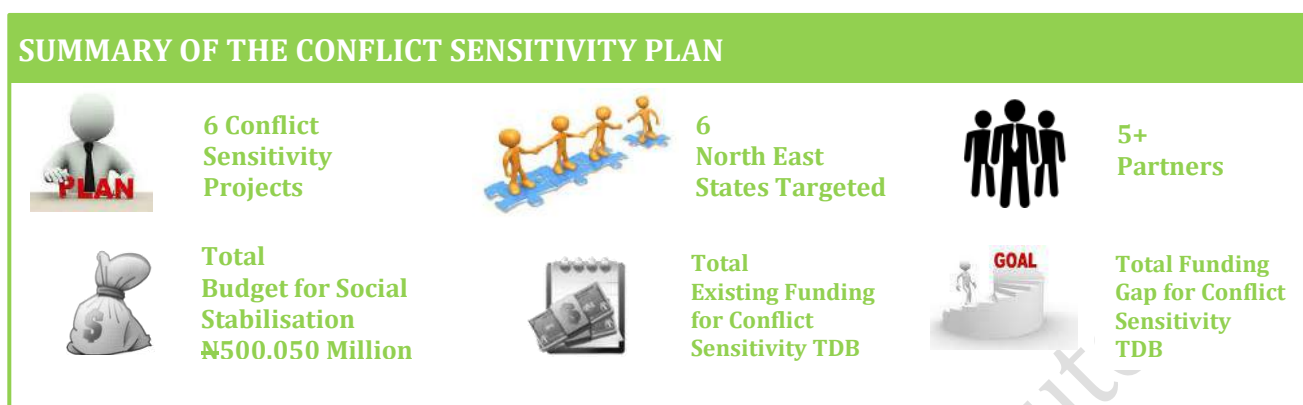 SUMMARY OF THE CONFLICT SENSITIVITY PLAN
PLAN
6 Conflict
Sensitivity
Projects
6
North East
States Targeted
5+
Partners
Total
Budget for Social
Stabilisation
₦500.050 Million
Total
Existing Funding
for Conflict
Sensitivity TDB
GOAL
Total Funding
Gap for Conflict
Sensitivity
TDB